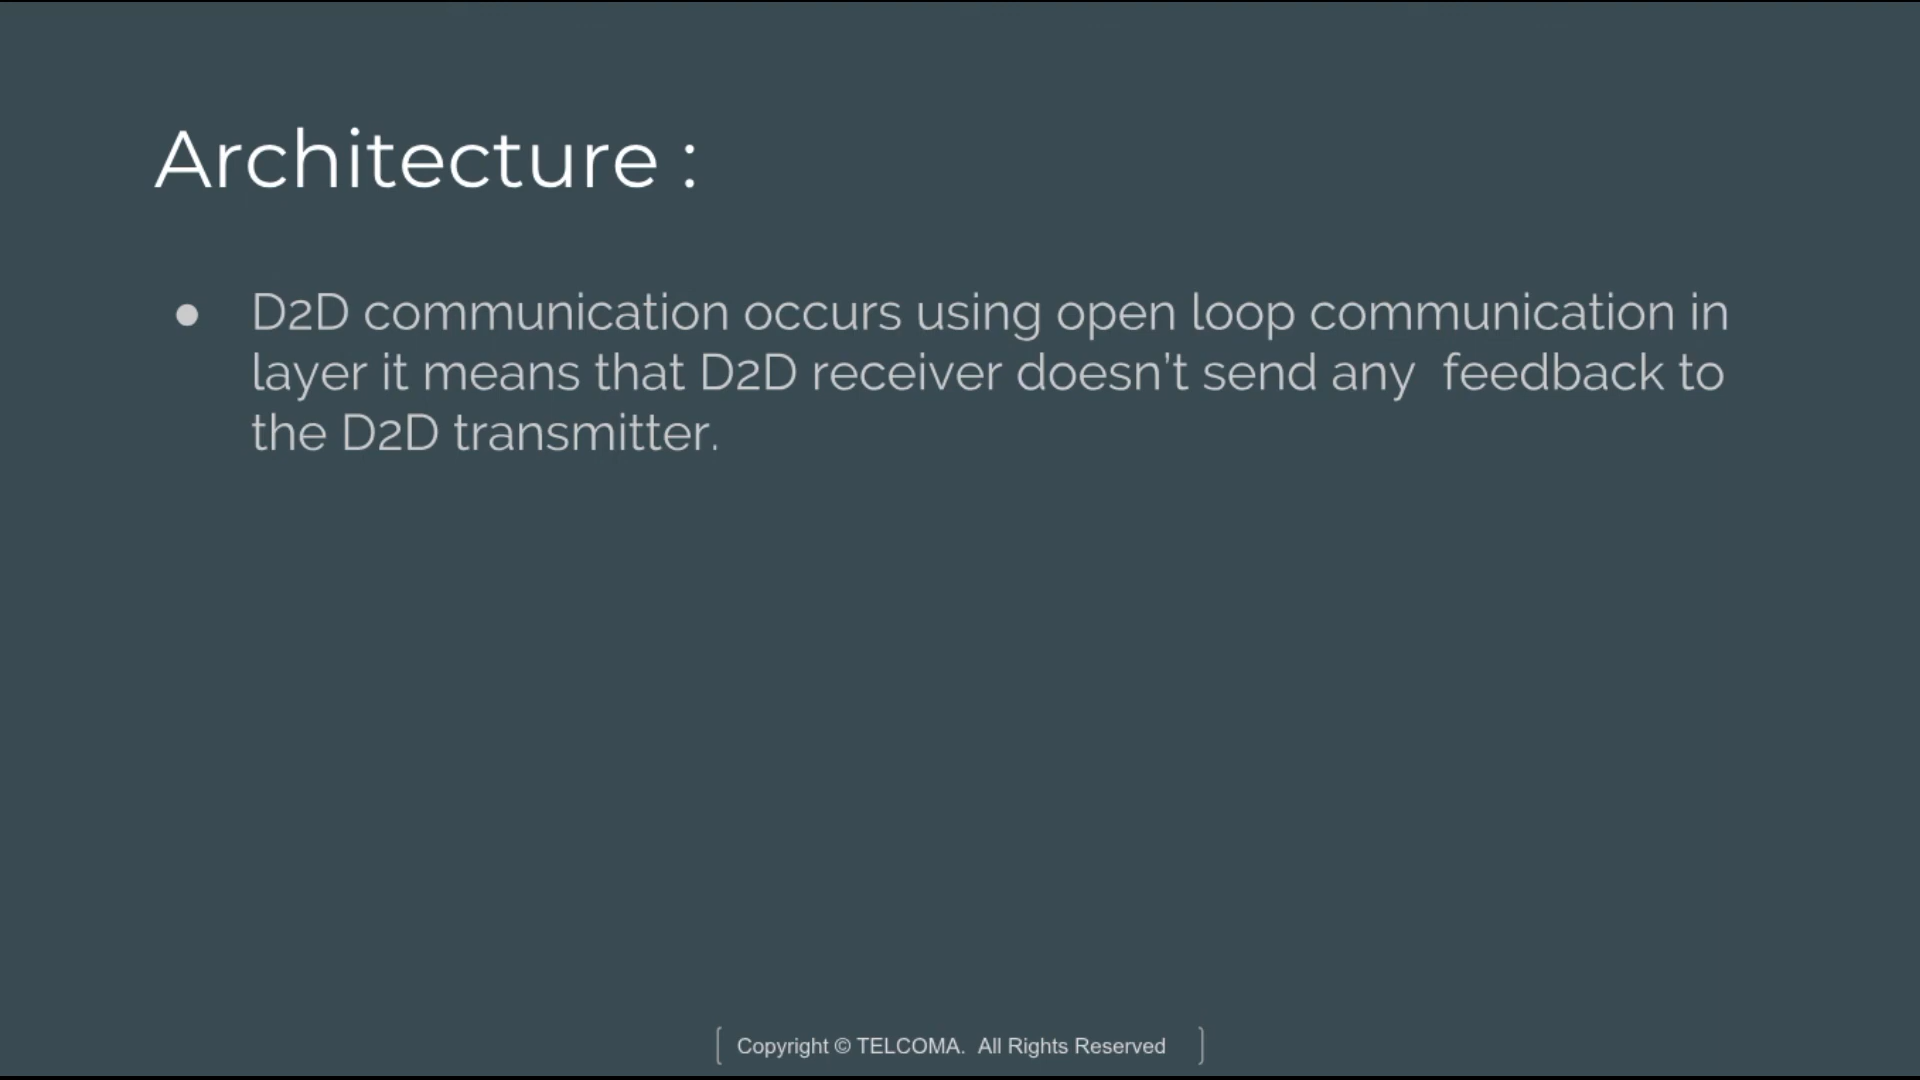 Architecture :
● D2D communication occurs using open loop communication in
layer it means that D2D receiver doesn't send any  feedback to
the D2D transmitter.
[ Copyright © TELCOMA.  All Rights Reserved ]